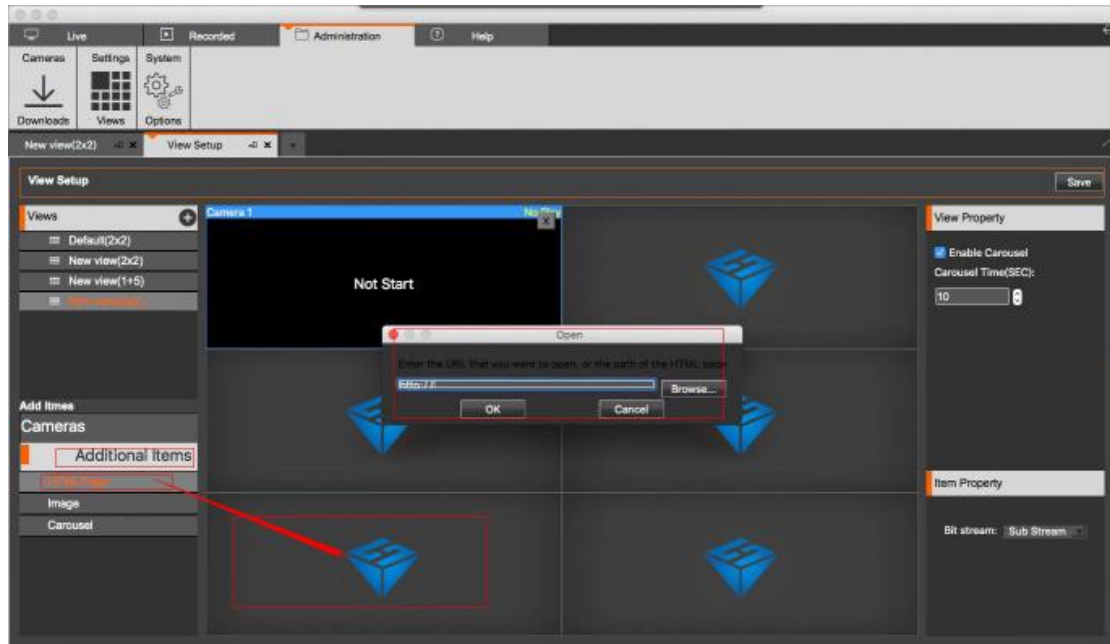 Live
Recorded
Administration
Help
Cameras
Settings
System
Downloads
Views
Options
New view(2x2)
View Setup
View Setup
Save
Views
Default(2x2)
New view(2x2)
New view(1+5)
Camera 1
Not Start
View Property
Enable Carousel
Carousel Time(SEC):
10
Open
Enter the URL that you want to open, or the path of the HTML page
http://
Browse...
OK
Cancel
Add Itmes
Cameras
Additional Items
HTML Page
Image
Carousel
Item Property
Bit stream: Sub Stream